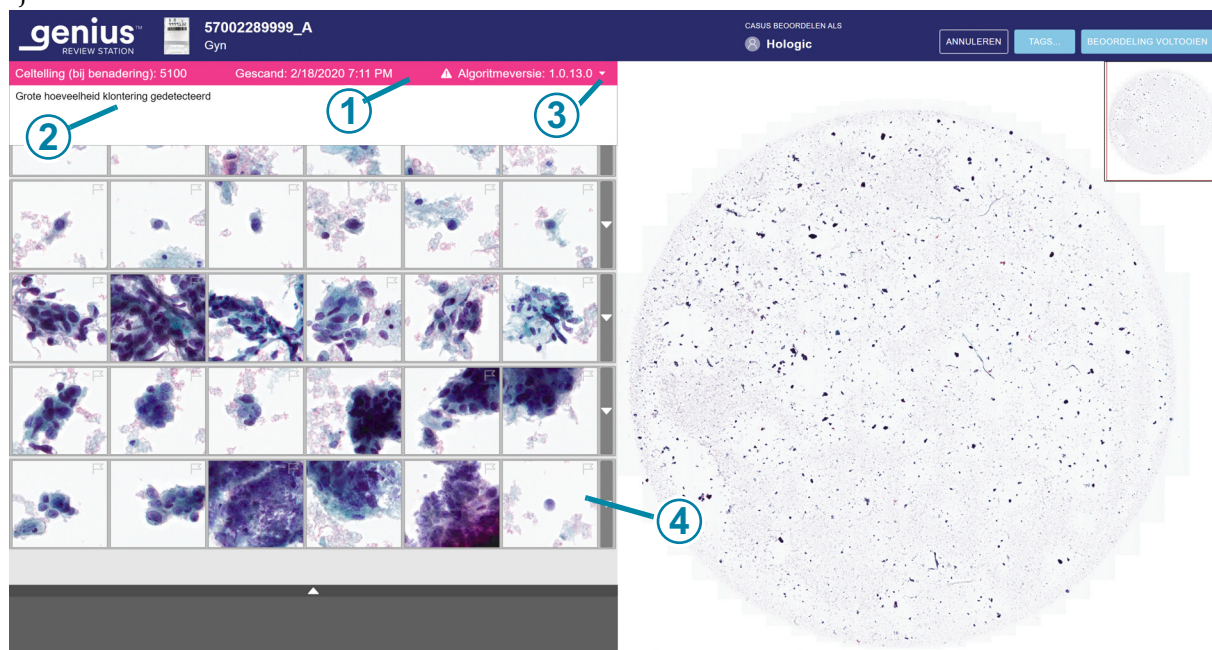 genius™
REVIEW STATION
57002289999_A
Gyn
CASUS BEOORDELEN ALS
Hologic
ANNULEREN
TAGS...
BEOORDELING VOLTOOIEN
Celtelling (bij benadering): 5100
Gescand: 2/18/2020 7:11 PM
Algoritmeversie: 1.0.13.0
Grote hoeveelheid klontering gedetecteerd
1
2
3
4